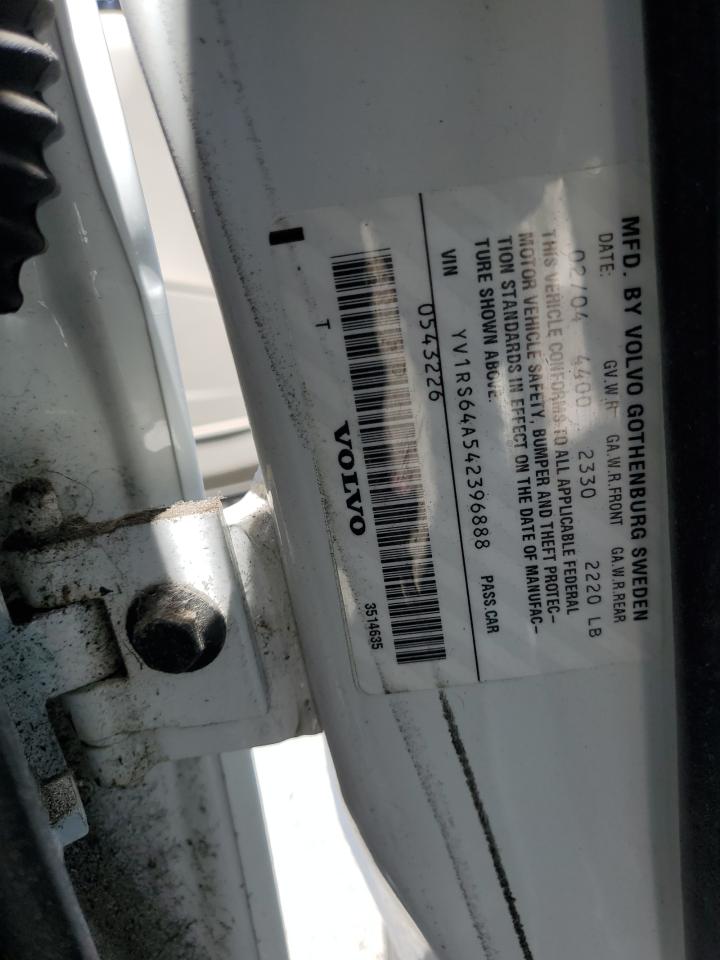 MFD. BY VOLVO GOTHENBURG SWEDEN
DATE: GV.W.R GA.W.R.FRONT GA.W.R.REAR
02/04 4400 2330 2220 LB
THIS VEHICLE CONFORMS TO ALL APPLICABLE FEDERAL
MOTOR VEHICLE SAFETY, BUMPER AND THEFT PROTEC-
TION STANDARDS IN EFFECT ON THE DATE OF MANUFAC-
TURE SHOWN ABOVE.
VIN YV1RS64A542396888 PASS.CAR
0543226
T VOLVO 3514635